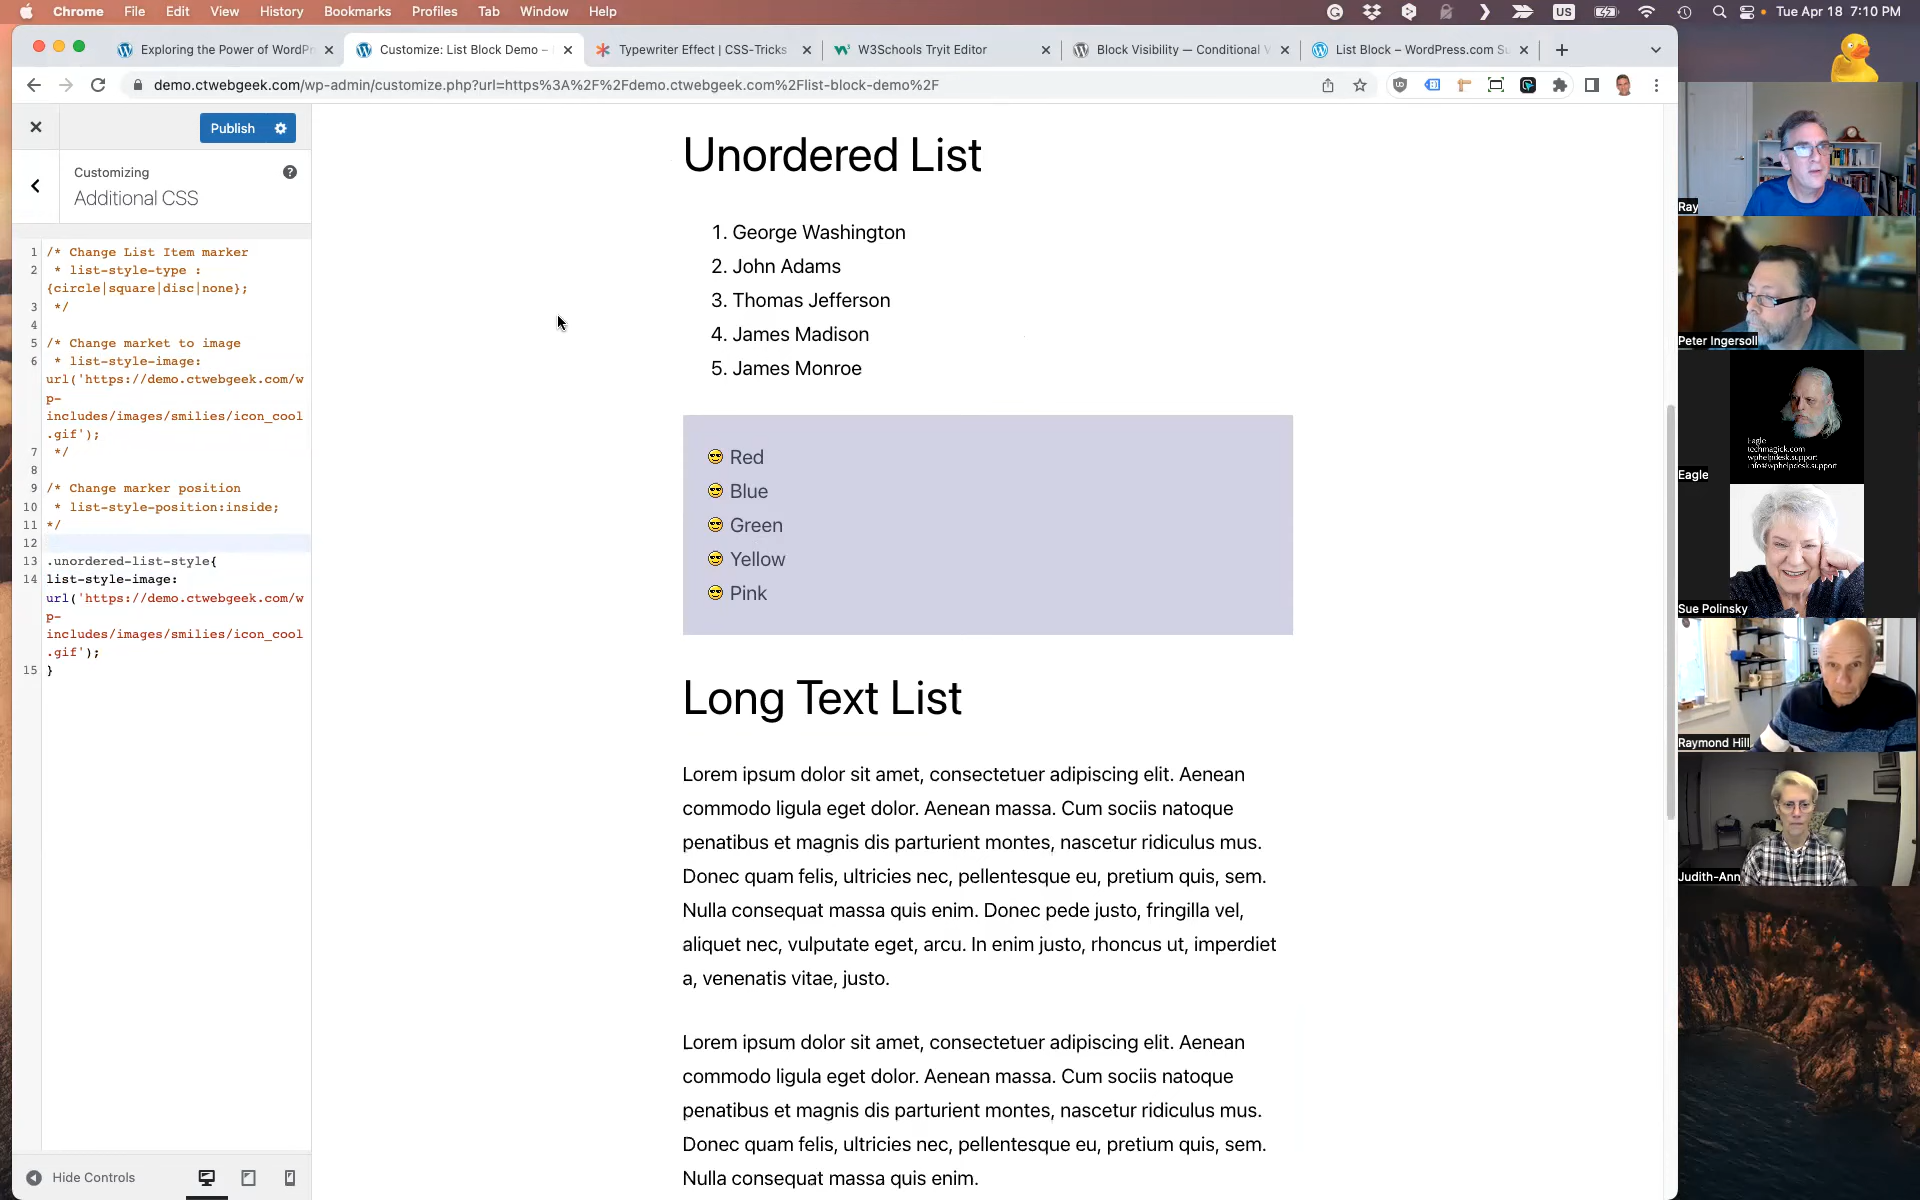 Chrome File Edit View History Bookmarks Profiles Tab Window Help US Tue Apr 18 7:10 PM
Exploring the Power of WordPr
Customize: List Block Demo –
Typewriter Effect | CSS-Tricks
W3Schools Tryit Editor
Block Visibility — Conditional V
List Block – WordPress.com Su
demo.ctwebgeek.com/wp-admin/customize.php?url=https%3A%2F%2Fdemo.ctwebgeek.com%2Flist-block-demo%2F
Publish
Customizing
Additional CSS
1 /* Change List Item marker
2 * list-style-type :
{circle|square|disc|none};
3 */
4
5 /* Change market to image
6 * list-style-image:
url('https://demo.ctwebgeek.com/w
p-
includes/images/smilies/icon_cool
.gif');
7 */
8
9 /* Change marker position
10 * list-style-position:inside;
11 */
12
13 .unordered-list-style{
14 list-style-image:
url('https://demo.ctwebgeek.com/w
p-
includes/images/smilies/icon_cool
.gif');
15 }
Hide Controls
Unordered List
1. George Washington
2. John Adams
3. Thomas Jefferson
4. James Madison
5. James Monroe
Red
Blue
Green
Yellow
Pink
Long Text List
Lorem ipsum dolor sit amet, consectetuer adipiscing elit. Aenean
commodo ligula eget dolor. Aenean massa. Cum sociis natoque
penatibus et magnis dis parturient montes, nascetur ridiculus mus.
Donec quam felis, ultricies nec, pellentesque eu, pretium quis, sem.
Nulla consequat massa quis enim. Donec pede justo, fringilla vel,
aliquet nec, vulputate eget, arcu. In enim justo, rhoncus ut, imperdiet
a, venenatis vitae, justo.
Lorem ipsum dolor sit amet, consectetuer adipiscing elit. Aenean
commodo ligula eget dolor. Aenean massa. Cum sociis natoque
penatibus et magnis dis parturient montes, nascetur ridiculus mus.
Donec quam felis, ultricies nec, pellentesque eu, pretium quis, sem.
Nulla consequat massa quis enim.
Ray
Peter Ingersoll
Eagle
techmagick.com
wphelpdesk.support
info@wphelpdesk.support
Eagle
Sue Polinsky
Raymond Hill
Judith-Ann